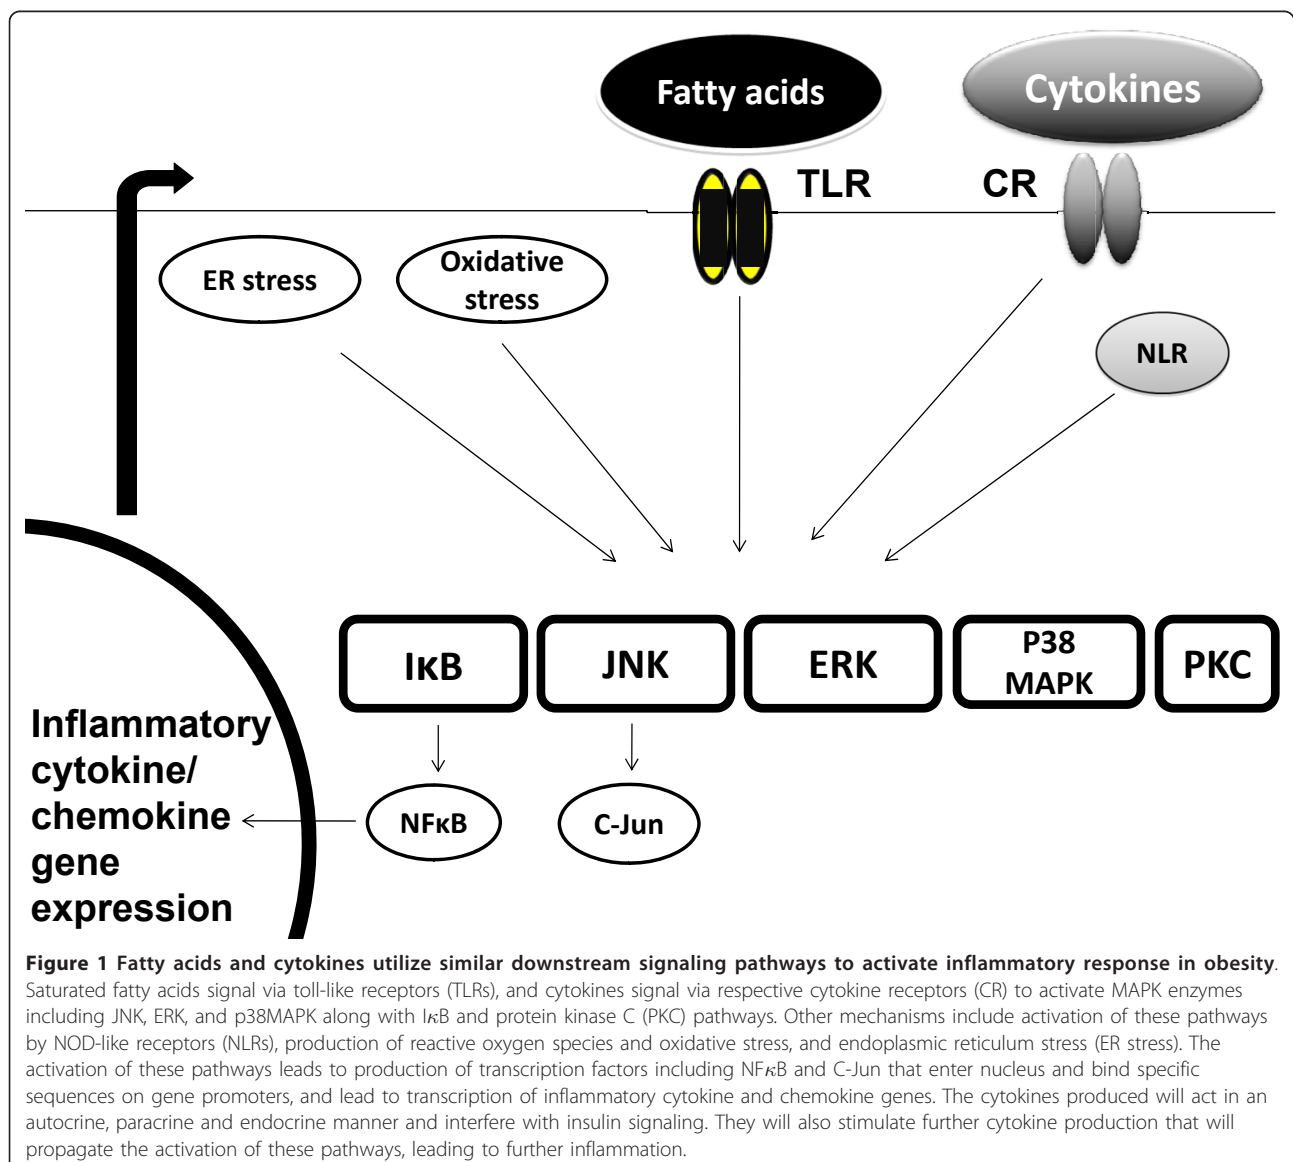 Fatty acids
Cytokines
TLR
CR
ER stress
Oxidative
stress
NLR
IκB
JNK
ERK
P38
MAPK
PKC
Inflammatory
cytokine/
chemokine
gene
expression
NFκB
C-Jun
Figure 1 Fatty acids and cytokines utilize similar downstream signaling pathways to activate inflammatory response in obesity.
Saturated fatty acids signal via toll-like receptors (TLRs), and cytokines signal via respective cytokine receptors (CR) to activate MAPK enzymes
including JNK, ERK, and p38MAPK along with IκB and protein kinase C (PKC) pathways. Other mechanisms include activation of these pathways
by NOD-like receptors (NLRs), production of reactive oxygen species and oxidative stress, and endoplasmic reticulum stress (ER stress). The
activation of these pathways leads to production of transcription factors including NFκB and C-Jun that enter nucleus and bind specific
sequences on gene promoters, and lead to transcription of inflammatory cytokine and chemokine genes. The cytokines produced will act in an
autocrine, paracrine and endocrine manner and interfere with insulin signaling. They will also stimulate further cytokine production that will
propagate the activation of these pathways, leading to further inflammation.